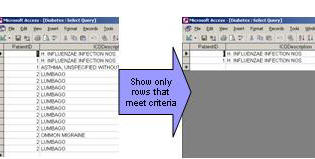 Microsoft Access - [Diabetes : Select Query]
File Edit View Insert Format Records Tools
PatientID ICDDescription
1 H. INFLUENZAE INFECTION NOS
1 H. INFLUENZAE INFECTION NOS
1 ASTHMA, UNSPECIFIED WITHOUT
2 LUMBAGO
2 LUMBAGO
2 LUMBAGO
2 LUMBAGO
2 LUMBAGO
2 LUMBAGO
2 LUMBAGO
2 LUMBAGO
2 OMMON MIGRAINE
2 LUMBAGO
2 LUMBAGO
Show only
rows that
meet criteria
Microsoft Access - [Diabetes : Select Query]
File Edit View Insert Format Records Tools Window
PatientID ICDDescription
1 H. INFLUENZAE INFECTION NOS
1 H. INFLUENZAE INFECTION NOS